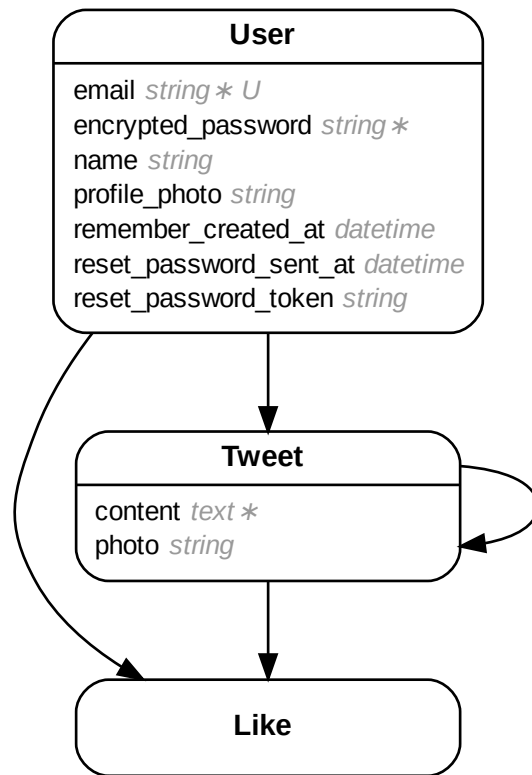 User
email string ∗ U
encrypted_password string ∗
name string
profile_photo string
remember_created_at datetime
reset_password_sent_at datetime
reset_password_token string
Tweet
content text ∗
photo string
Like